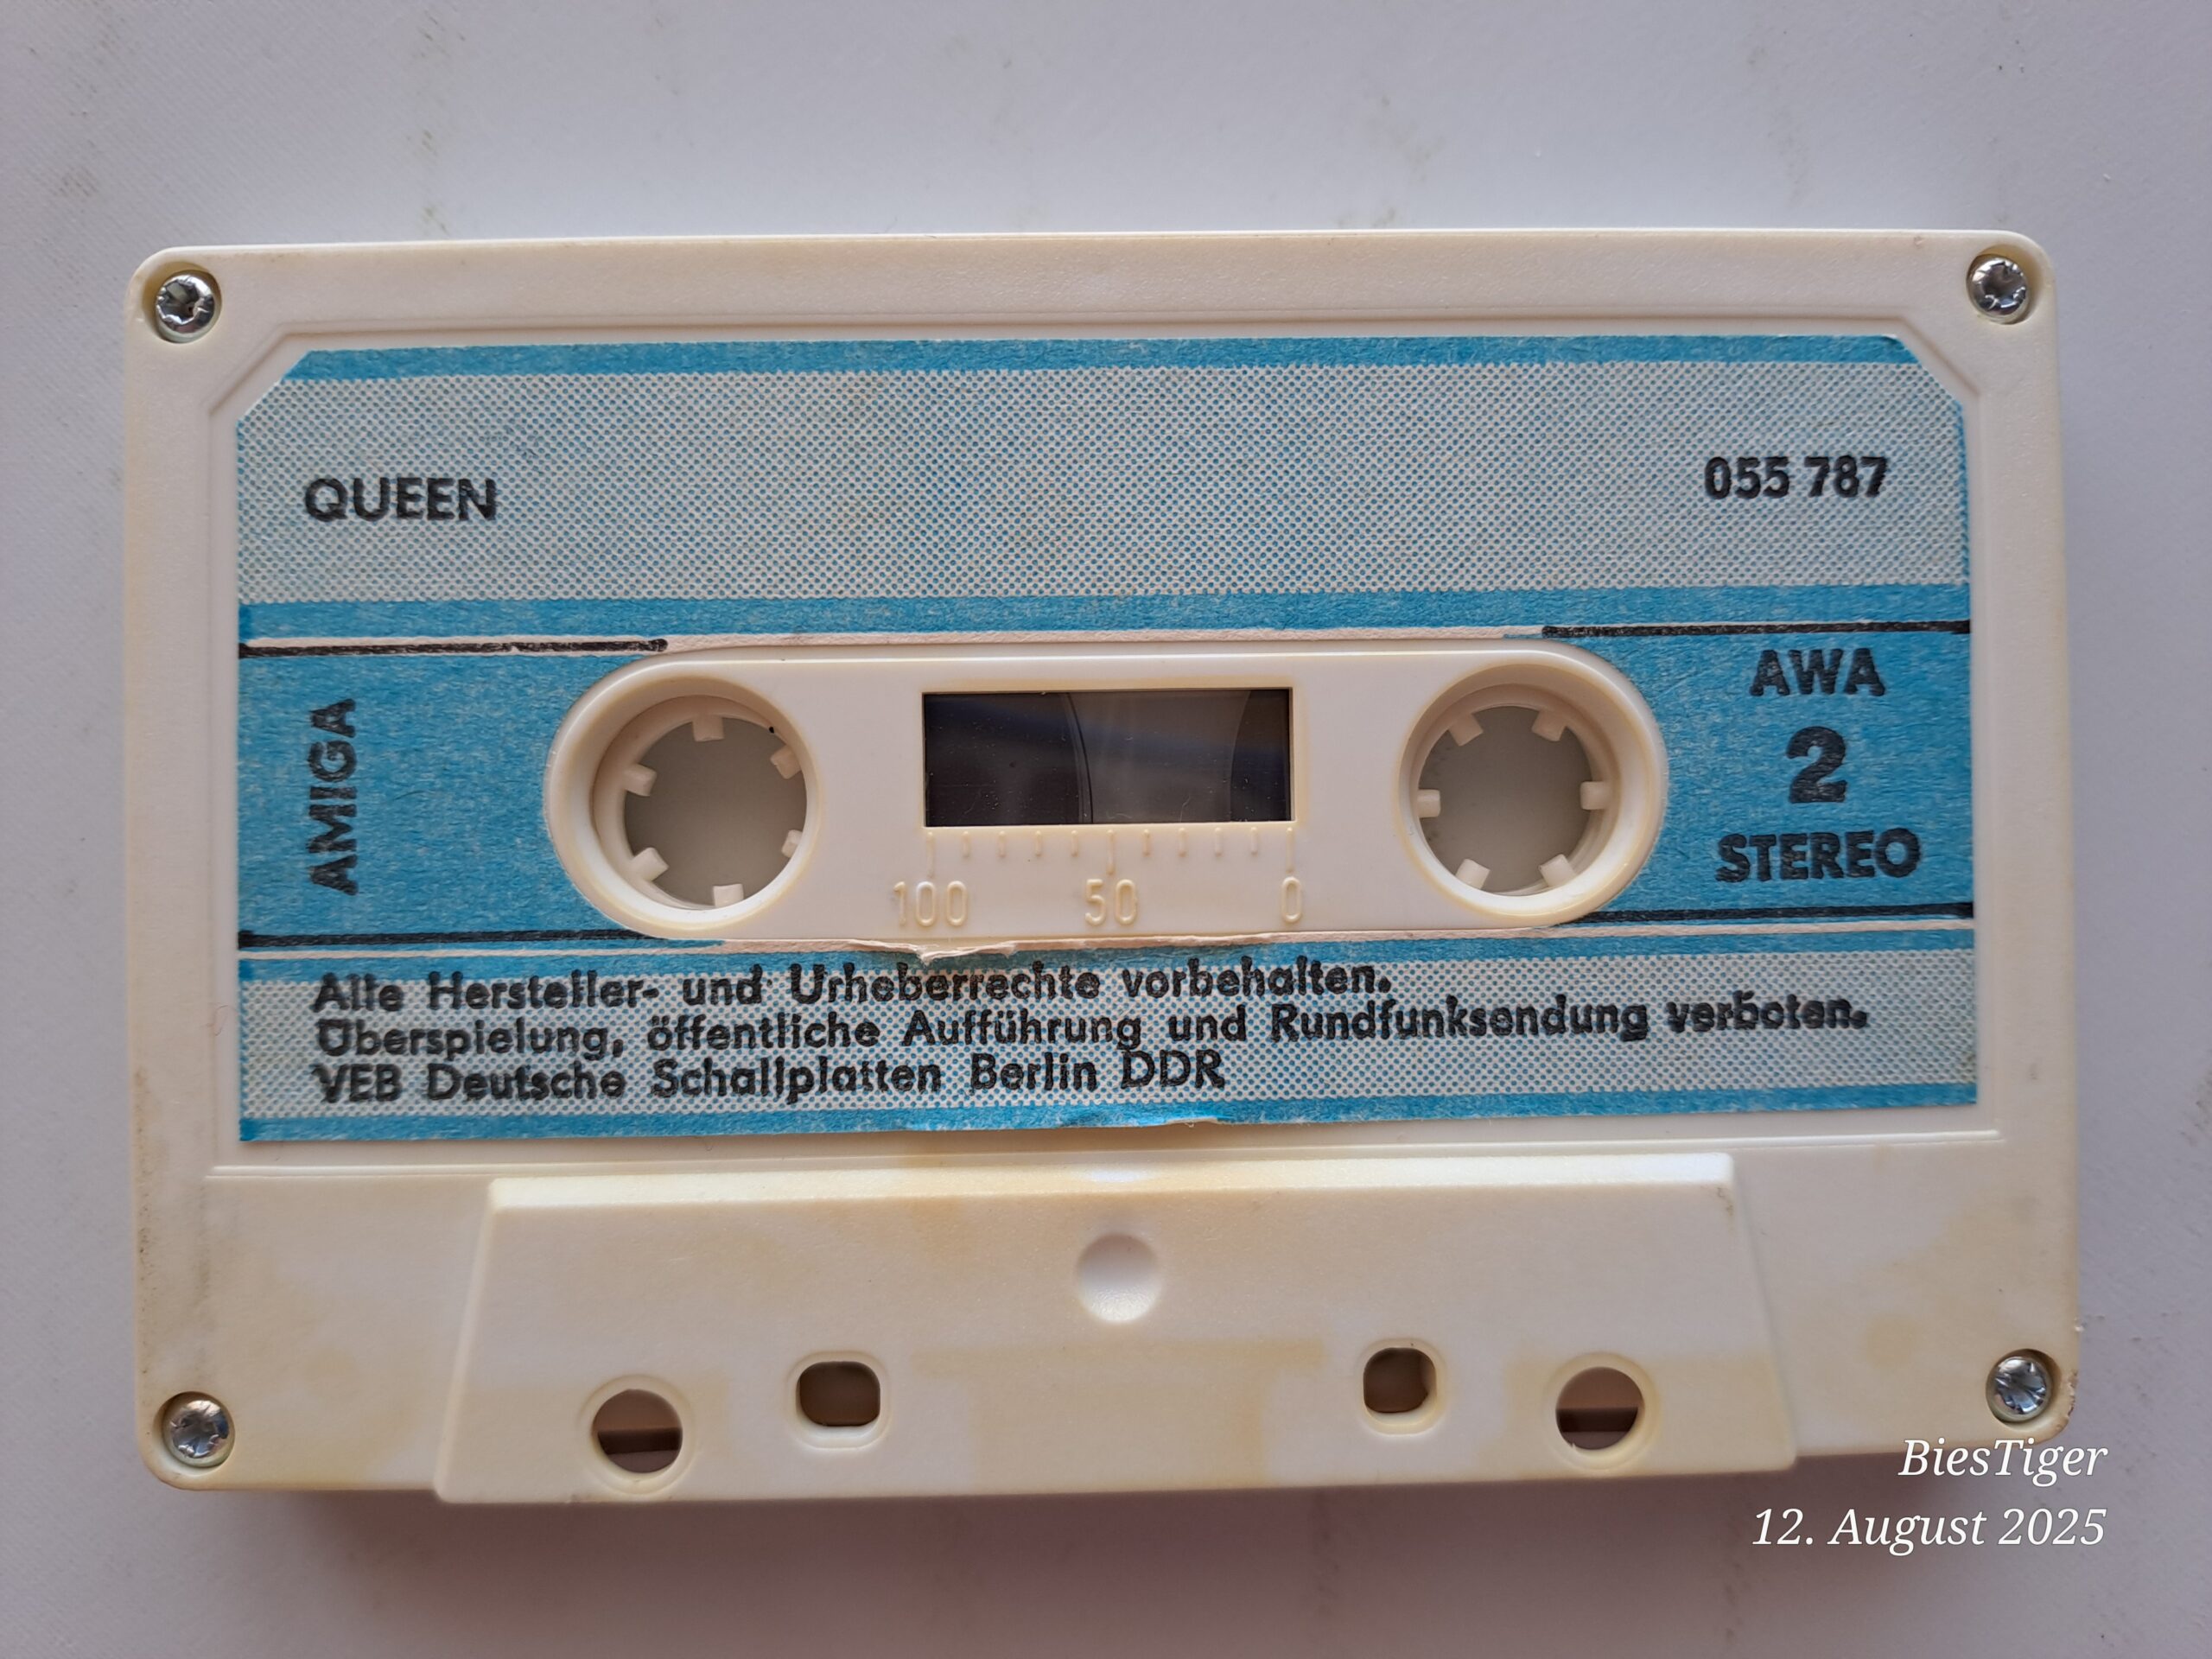 QUEEN
055 787
AMIGA
AWA
2
STEREO
100 50 0
Alle Hersteller- und Urheberrechte vorbehalten.
Überspielung, öffentliche Aufführung und Rundfunksendung verboten.
VEB Deutsche Schallplatten Berlin DDR
BiesTiger
12. August 2025